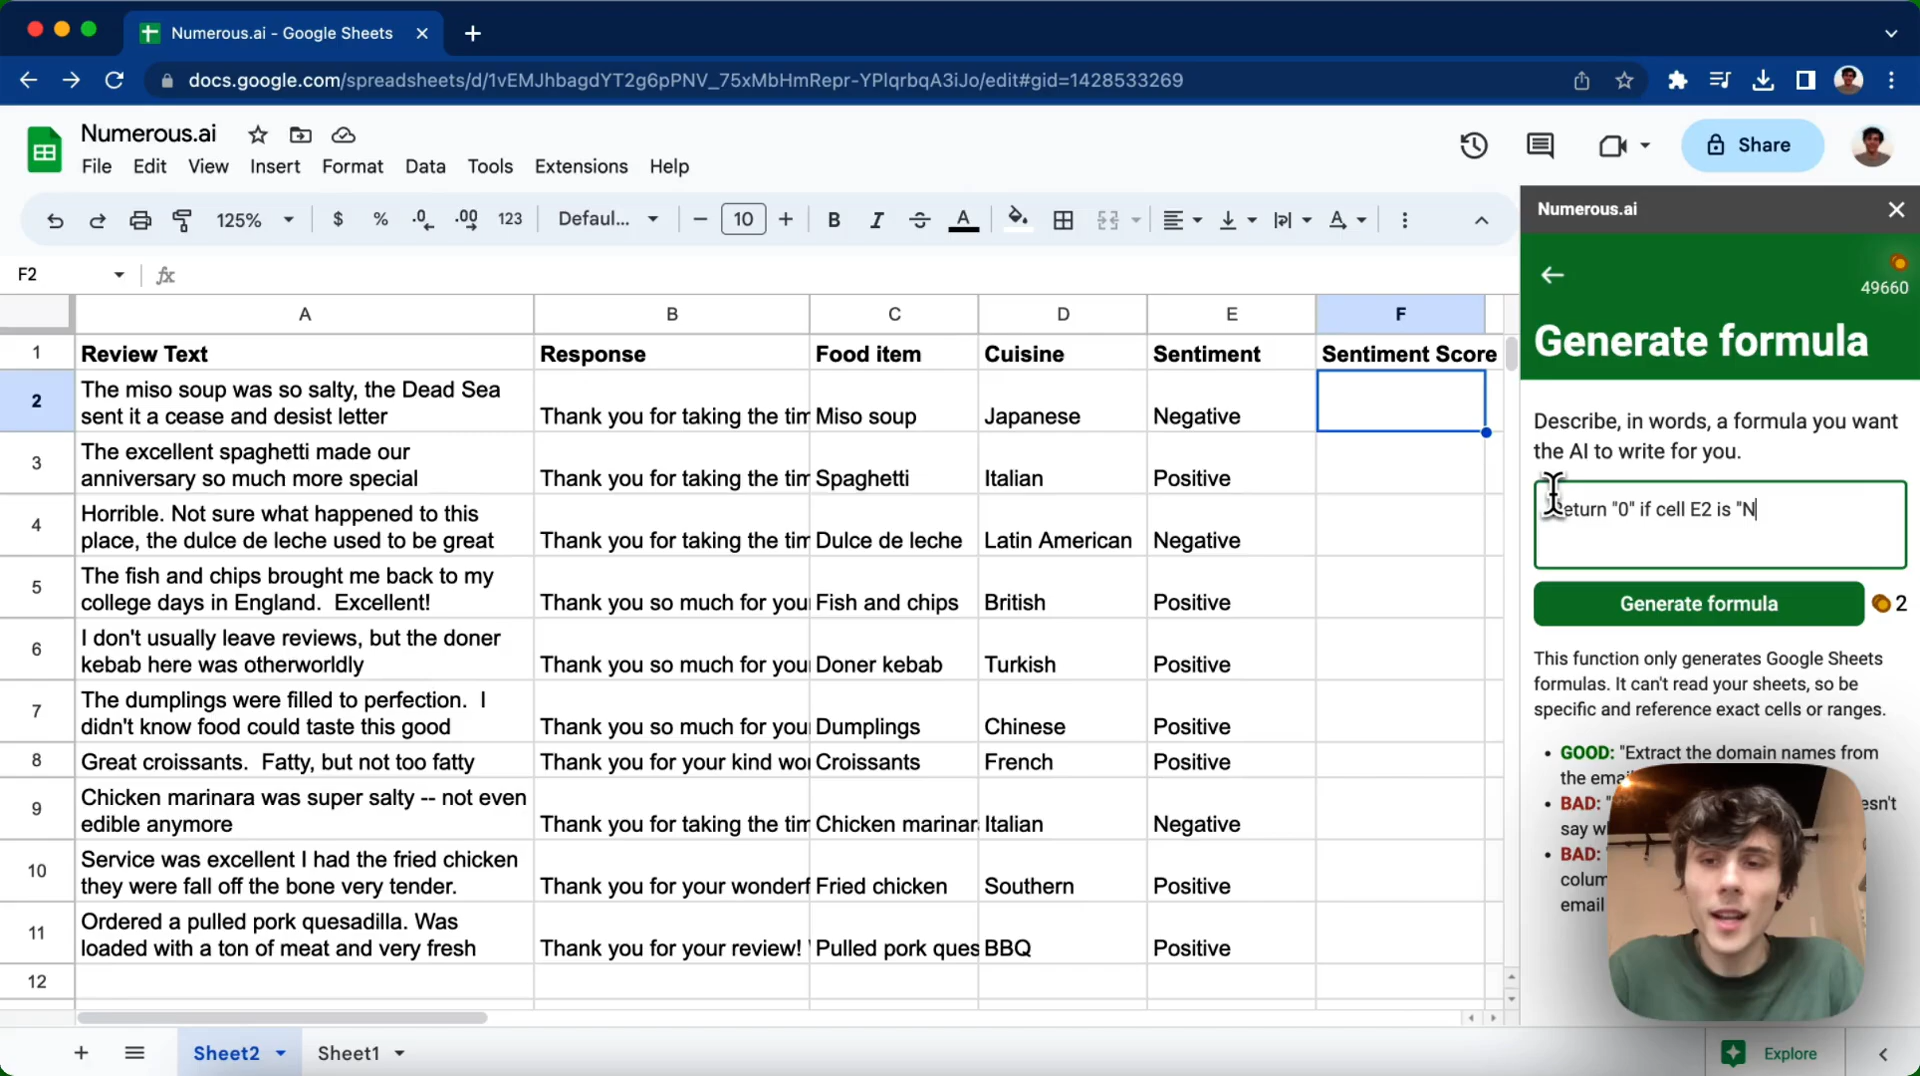 Numerous.ai - Google Sheets
docs.google.com/spreadsheets/d/1vEMJhbagdYT2g6pPNV_75xMbHmRepr-YPlqrbqA3iJo/edit#gid=1428533269
Numerous.ai
File Edit View Insert Format Data Tools Extensions Help
Share
125% $ % .0 .00 123 Defaul... 10 B I A
F2 fx
A B C D E F
1 Review Text Response Food item Cuisine Sentiment Sentiment Score
2 The miso soup was so salty, the Dead Sea
sent it a cease and desist letter Thank you for taking the tim Miso soup Japanese Negative
3 The excellent spaghetti made our
anniversary so much more special Thank you for taking the tim Spaghetti Italian Positive
4 Horrible. Not sure what happened to this
place, the dulce de leche used to be great Thank you for taking the tim Dulce de leche Latin American Negative
5 The fish and chips brought me back to my
college days in England. Excellent! Thank you so much for you Fish and chips British Positive
6 I don't usually leave reviews, but the doner
kebab here was otherworldly Thank you so much for you Doner kebab Turkish Positive
7 The dumplings were filled to perfection. I
didn't know food could taste this good Thank you so much for you Dumplings Chinese Positive
8 Great croissants. Fatty, but not too fatty Thank you for your kind wo Croissants French Positive
9 Chicken marinara was super salty -- not even
edible anymore Thank you for taking the tim Chicken marinar Italian Negative
10 Service was excellent I had the fried chicken
they were fall off the bone very tender. Thank you for your wonderf Fried chicken Southern Positive
11 Ordered a pulled pork quesadilla. Was
loaded with a ton of meat and very fresh Thank you for your review! Pulled pork ques BBQ Positive
12
Sheet2 Sheet1
Explore
Numerous.ai
49660
Generate formula
Describe, in words, a formula you want
the AI to write for you.
eturn "0" if cell E2 is "N
Generate formula 2
This function only generates Google Sheets
formulas. It can't read your sheets, so be
specific and reference exact cells or ranges.
• GOOD: "Extract the domain names from
the ema
• BAD: " esn't
say w
• BAD:
colum
email